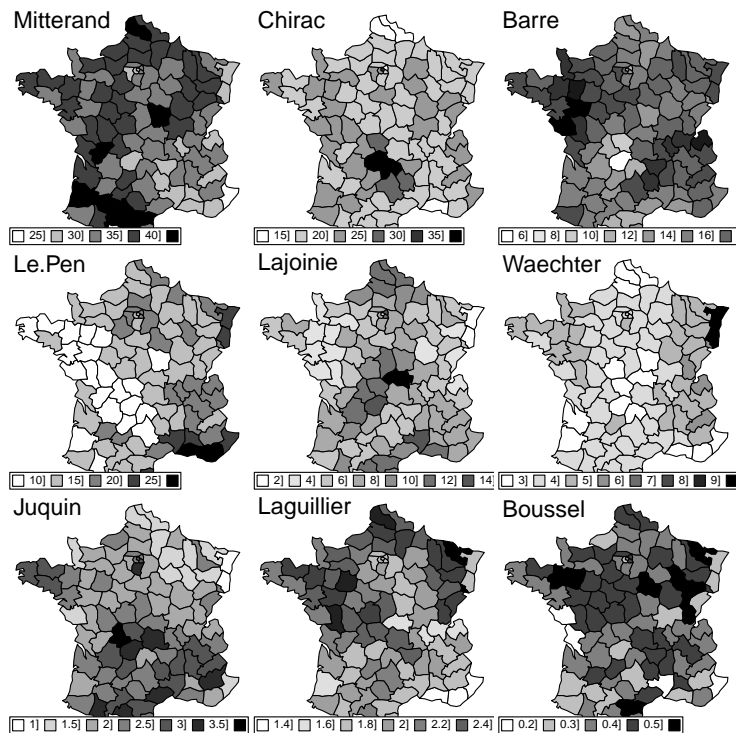 Mitterand Chirac Barre
25] 30] 35] 40] 15] 20] 25] 30] 35] 6] 8] 10] 12] 14] 16]
Le.Pen Lajoinie Waechter
10] 15] 20] 25] 2] 4] 6] 8] 10] 12] 14] 3] 4] 5] 6] 7] 8] 9]
Juquin Laguillier Boussel
1] 1.5] 2] 2.5] 3] 3.5] 1.4] 1.6] 1.8] 2] 2.2] 2.4] 0.2] 0.3] 0.4] 0.5]